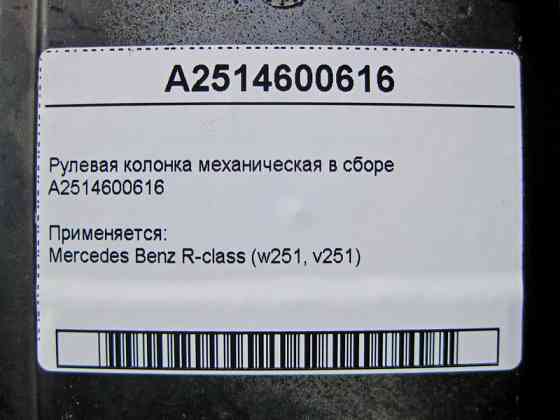 A2514600616
Рулевая колонка механическая в сборе
A2514600616
Применяется:
Mercedes Benz R-class (w251, v251)